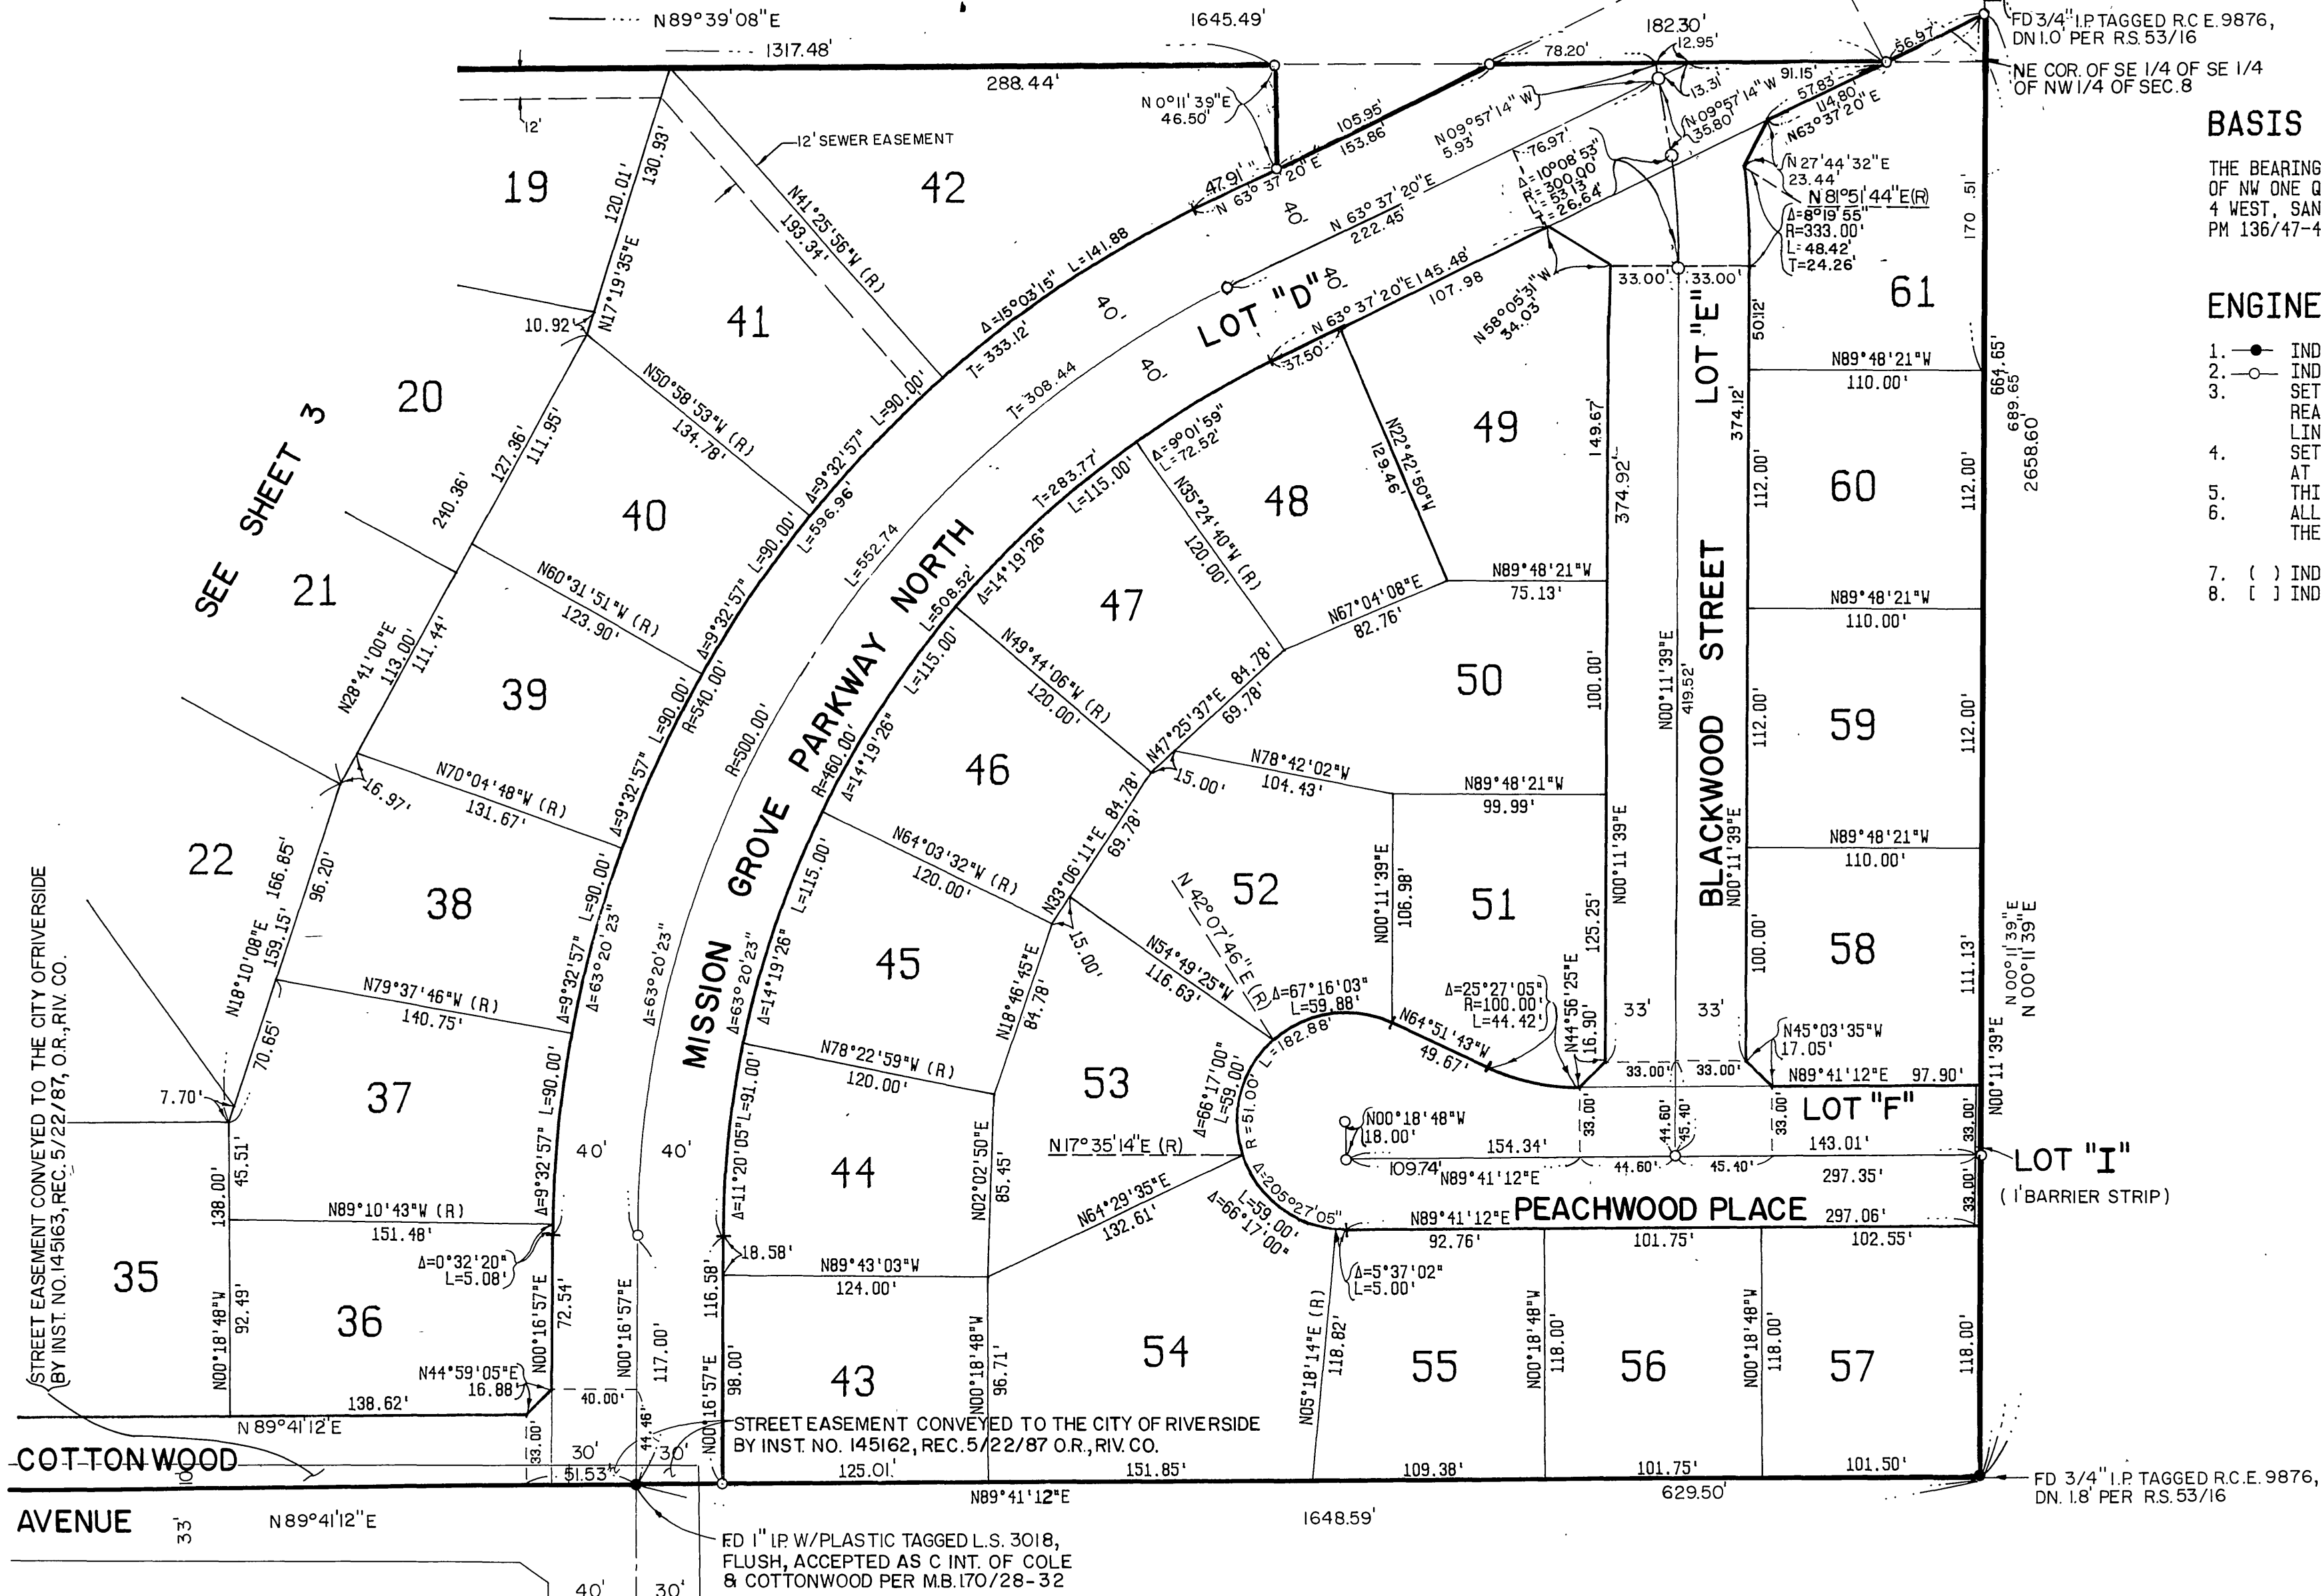 N89°39'08"E
1645.49'
1317.48'
288.44'
182.30'
12.95'
78.20'
91.15'
56.97'
FD 3/4" I.P. TAGGED R.C.E. 9876,
DN 1.0' PER R.S. 53/16
NE COR. OF SE 1/4 OF SE 1/4
OF NW 1/4 OF SEC. 8
BASIS
THE BEARING
OF NW ONE Q
4 WEST, SAN
PM 136/47-4
ENGINE
1. IND
2. IND
3. SET
REA
LIN
4. SET
AT
5. THI
6. ALL
THE
7. ( ) IND
8. [ ] IND
12'
12' SEWER EASEMENT
N 0°11'39"E
46.50'
105.95'
153.86'
47.91'
N 63° 37' 20" E
N 09°57'14" W
5.93'
13.31'
N 09°57'14" W
35.80'
57.83'
114.80'
N63°37'20"E
76.97'
Δ=10°08'53"
R=300.00'
L=53.13'
T=26.64'
N 27°44'32"E
23.44'
N 81°51'44"E(R)
Δ=8°19'55"
R=333.00'
L=48.42'
T=24.26'
170.51'
19
120.01'
130.93'
N17°19'35"E
10.92'
42
41
N41°25'56"W (R)
193.34'
Δ=15°03'15" L=141.88
T=333.12'
40'
40'
N 63° 37' 20"E
222.45'
40'
40'
40'
LOT "D"
N 63° 37' 20"E 145.48'
107.98
37.50'
N58°05'31"W
34.03'
33.00' 33.00'
LOT "E"
50.12'
61
N89°48'21"W
110.00'
664.65'
689.65'
2658.60'
20
SEE SHEET 3
127.36'
111.95'
240.36'
N50°58'53"W (R)
134.78'
Δ=9°32'57" L=90.00'
L=596.96'
T=308.44
L=552.74
40
Δ=9°32'57" L=90.00'
N60°31'51"W (R)
123.90'
21
N28°41'00"E
113.00'
111.44'
39
Δ=9°32'57" L=90.00'
R=540.00'
R=500.00'
MISSION GROVE PARKWAY NORTH
T=283.77'
L=115.00'
Δ=9°01'59"
L=72.52'
N35°24'40"W (R)
120.00'
48
N22°42'50"W
129.46'
49
149.67'
374.92'
374.12'
112.00'
60
112.00'
N89°48'21"W
75.13'
N89°48'21"W
110.00'
47
L=508.52'
Δ=14°19'26"
L=115.00'
N49°44'06"W (R)
120.00'
N67°04'08"E
82.76'
50
100.00'
N00°11'39"E
419.52'
BLACKWOOD STREET
112.00'
59
112.00'
R=460.00'
Δ=14°19'26"
46
N47°25'37"E 84.78'
69.78'
15.00'
N78°42'02"W
104.43'
N89°48'21"W
99.99'
N00°11'39"E
N00°11'39"E
N89°48'21"W
110.00'
16.97'
N70°04'48"W (R)
131.67'
Δ=9°32'57" L=90.00'
22
N18°10'08"E 166.85'
159.15'
96.20'
38
Δ=63°20'23"
Δ=63°20'23"
Δ=63°20'23"
L=115.00'
Δ=14°19'26"
N64°03'32"W (R)
120.00'
N33°06'11"E 84.78'
69.78'
15.00'
45
52
N00°11'39"E
106.98'
51
125.25'
100.00'
58
111.13'
N 00°11'39"E
N 00°11'39"E
N79°37'46"W (R)
140.75'
70.65'
7.70'
37
Δ=9°32'57" L=90.00'
N78°22'59"W (R)
120.00'
N18°46'45"E
84.78'
N54°49'25"W
116.63'
N 42°07'46"E (R)
Δ=67°16'03"
L=59.88'
L=182.88'
N64°51'43"W
49.67'
Δ=25°27'05"
R=100.00'
L=44.42'
N44°56'25"E
16.90'
33' 33'
33.00' 33.00'
N45°03'35"W
17.05'
N89°41'12"E 97.90'
N00°11'39"E
LOT "F"
53
Δ=66°17'00"
L=59.00'
R=51.00'
N17°35'14"E (R)
N00°18'48"W
18.00'
33.00'
44.60'
45.40'
33.00'
33.00'
154.34'
143.01'
109.74'
N89°41'12"E
44.60' 45.40'
297.35'
LOT "I"
( 1' BARRIER STRIP)
33.00'
PEACHWOOD PLACE
N89°41'12"E
297.06'
92.76'
101.75'
102.55'
Δ=205°27'05"
L=59.00'
Δ=66°17'00"
N64°29'35"E
132.61'
Δ=5°37'02"
L=5.00'
45.51'
138.00'
N89°10'43"W (R)
151.48'
Δ=0°32'20"
L=5.08'
40' 40'
Δ=11°20'05" L=91.00'
44
N02°02'50"E
85.45'
18.58'
N89°43'03"W
124.00'
116.58'
35
N00°18'48"W
92.49'
36
N00°16'57"E
72.54'
N00°16'57"E
117.00'
N00°16'57"E
98.00'
43
N00°18'48"W
96.71'
54
N05°18'14"E (R)
118.82'
55
N00°18'48"W
118.00'
56
N00°18'48"W
118.00'
57
118.00'
N44°59'05"E
16.88'
138.62'
40.00'
N 89°41'12"E
33.00'
44.46'
30' 30'
51.53'
STREET EASEMENT CONVEYED TO THE CITY OF RIVERSIDE
BY INST. NO. 145163, REC. 5/22/87, O.R., RIV. CO.
STREET EASEMENT CONVEYED TO THE CITY OF RIVERSIDE
BY INST. NO. 145162, REC. 5/22/87 O.R., RIV. CO.
125.01'
151.85'
109.38'
101.75'
101.50'
N89°41'12"E
629.50'
1648.59'
COTTONWOOD
AVENUE
10'
33'
N 89°41'12"E
FD 1" I.P. W/PLASTIC TAGGED L.S. 3018,
FLUSH, ACCEPTED AS C INT. OF COLE
& COTTONWOOD PER M.B. 170/28-32
40' 30'
FD 3/4" I.P. TAGGED R.C.E. 9876,
DN. 1.8' PER R.S. 53/16